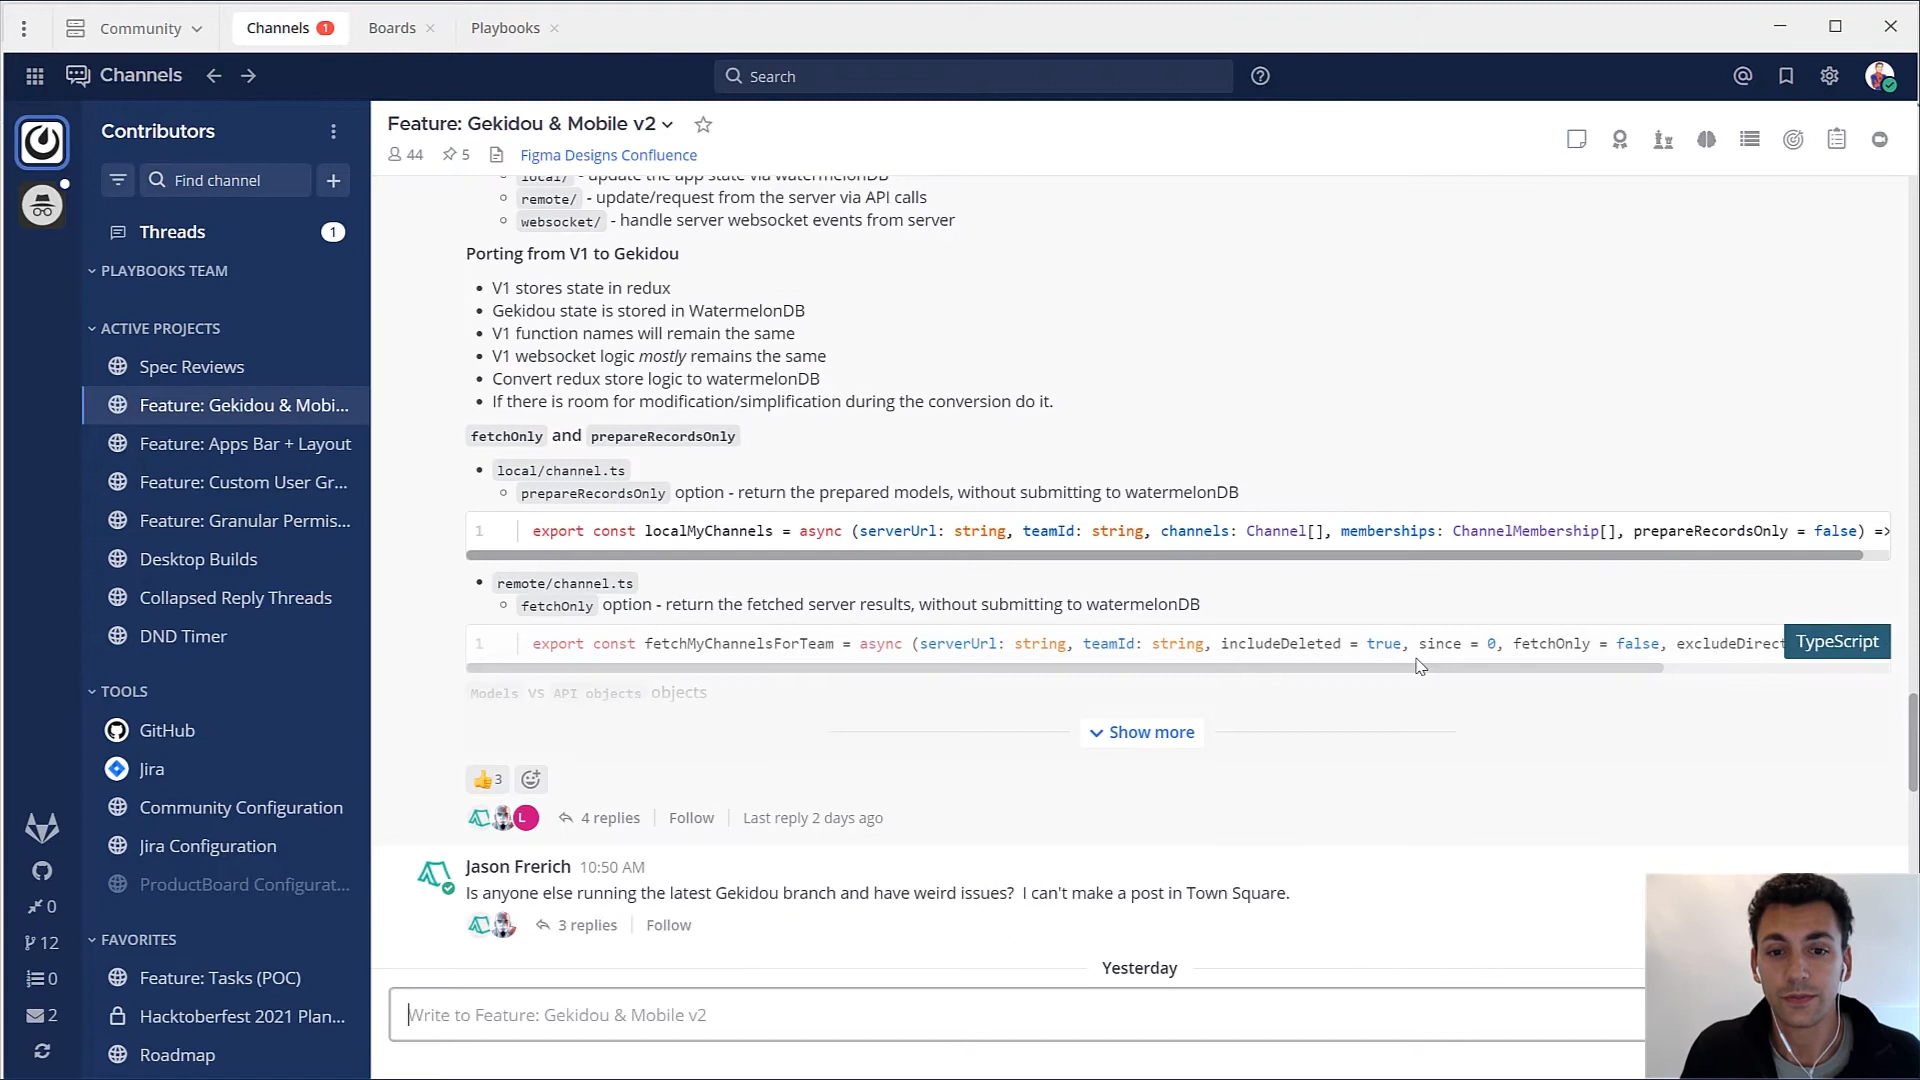 Community
Channels 1
Boards
Playbooks
Channels
Search
Contributors
Find channel
Threads 1
PLAYBOOKS TEAM
ACTIVE PROJECTS
Spec Reviews
Feature: Gekidou & Mobi...
Feature: Apps Bar + Layout
Feature: Custom User Gr...
Feature: Granular Permis...
Desktop Builds
Collapsed Reply Threads
DND Timer
TOOLS
GitHub
Jira
Community Configuration
Jira Configuration
ProductBoard Configurat...
FAVORITES
Feature: Tasks (POC)
Hacktoberfest 2021 Plan...
Roadmap
0
12
0
2
Feature: Gekidou & Mobile v2
44 5 Figma Designs Confluence
local/ - update the app state via watermelonDB
remote/ - update/request from the server via API calls
websocket/ - handle server websocket events from server
Porting from V1 to Gekidou
V1 stores state in redux
Gekidou state is stored in WatermelonDB
V1 function names will remain the same
V1 websocket logic mostly remains the same
Convert redux store logic to watermelonDB
If there is room for modification/simplification during the conversion do it.
fetchOnly and prepareRecordsOnly
local/channel.ts
prepareRecordsOnly option - return the prepared models, without submitting to watermelonDB
1 export const localMyChannels = async (serverUrl: string, teamId: string, channels: Channel[], memberships: ChannelMembership[], prepareRecordsOnly = false) =>
remote/channel.ts
fetchOnly option - return the fetched server results, without submitting to watermelonDB
1 export const fetchMyChannelsForTeam = async (serverUrl: string, teamId: string, includeDeleted = true, since = 0, fetchOnly = false, excludeDirect
TypeScript
Models VS API objects objects
Show more
3
L 4 replies Follow Last reply 2 days ago
Jason Frerich 10:50 AM
Is anyone else running the latest Gekidou branch and have weird issues? I can't make a post in Town Square.
3 replies Follow
Yesterday
Write to Feature: Gekidou & Mobile v2